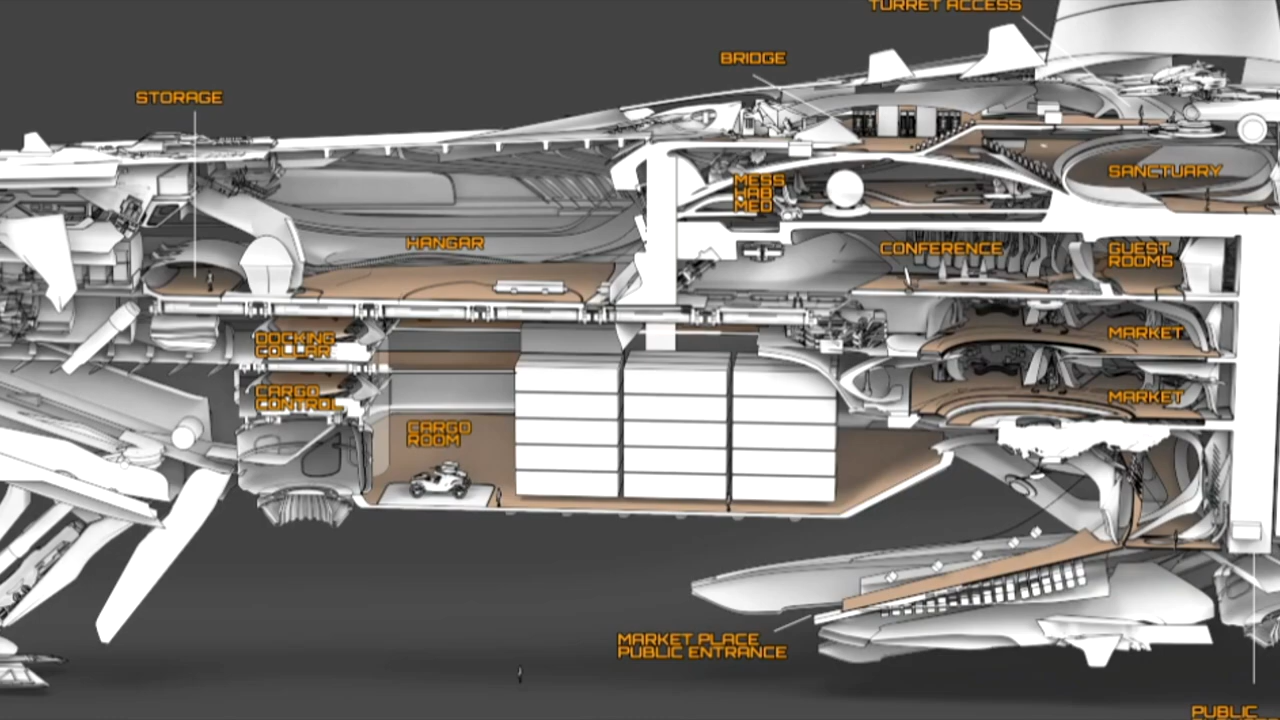 TURRET ACCESS
BRIDGE
STORAGE
SANCTUARY
MESS
HAB
MED
HANGAR
CONFERENCE
GUEST
ROOMS
DOCKING
COLLAR
MARKET
CARGO
CONTROL
MARKET
CARGO
ROOM
MARKET PLACE
PUBLIC ENTRANCE
PUBLIC